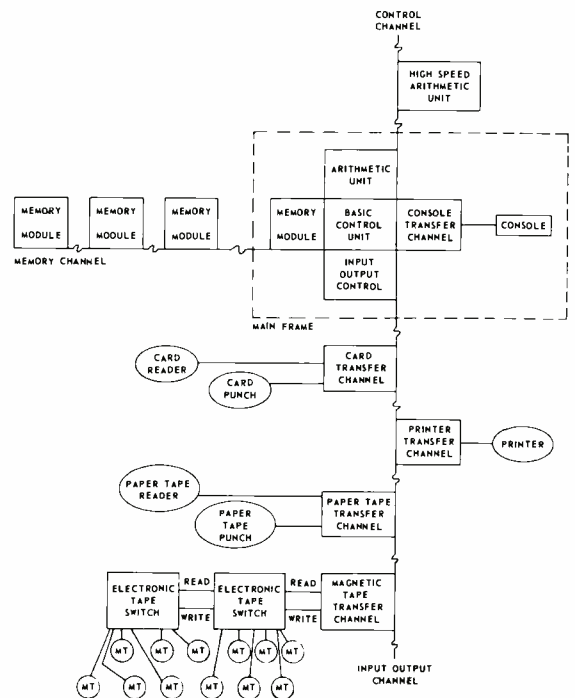 CONTROL
CHANNEL
HIGH SPEED
ARITHMETIC
UNIT
ARITHMETIC
UNIT
MEMORY
MODULE
MEMORY
MODULE
MEMORY
MODULE
MEMORY
MODULE
BASIC
CONTROL
UNIT
CONSOLE
TRANSFER
CHANNEL
CONSOLE
MEMORY CHANNEL
INPUT
OUTPUT
CONTROL
MAIN FRAME
CARD
READER
CARD
PUNCH
CARD
TRANSFER
CHANNEL
PRINTER
TRANSFER
CHANNEL
PRINTER
PAPER TAPE
READER
PAPER
TAPE
PUNCH
PAPER TAPE
TRANSFER
CHANNEL
ELECTRONIC
TAPE
SWITCH
READ
WRITE
ELECTRONIC
TAPE
SWITCH
READ
WRITE
MAGNETIC
TAPE
TRANSFER
CHANNEL
MT
MT
MT
MT
MT
MT
MT
MT
MT
MT
MT
MT
INPUT OUTPUT
CHANNEL